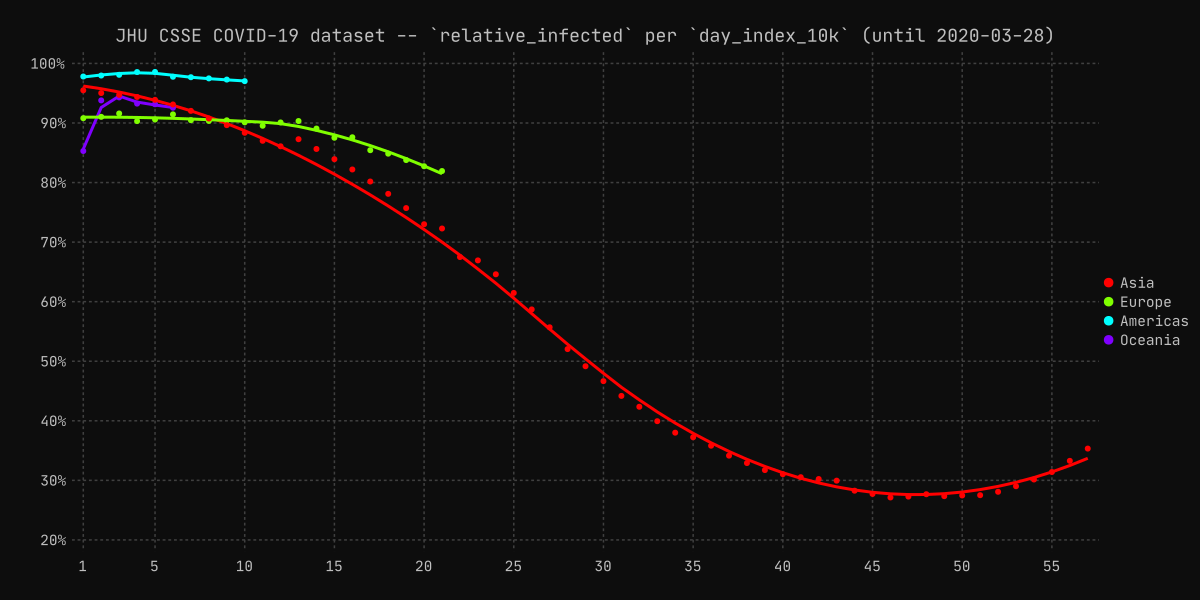 JHU CSSE COVID-19 dataset -- `relative_infected` per `day_index_10k` (until 2020-03-28)
100%
90%
80%
70%
60%
50%
40%
30%
20%
1 5 10 15 20 25 30 35 40 45 50 55
Asia
Europe
Americas
Oceania